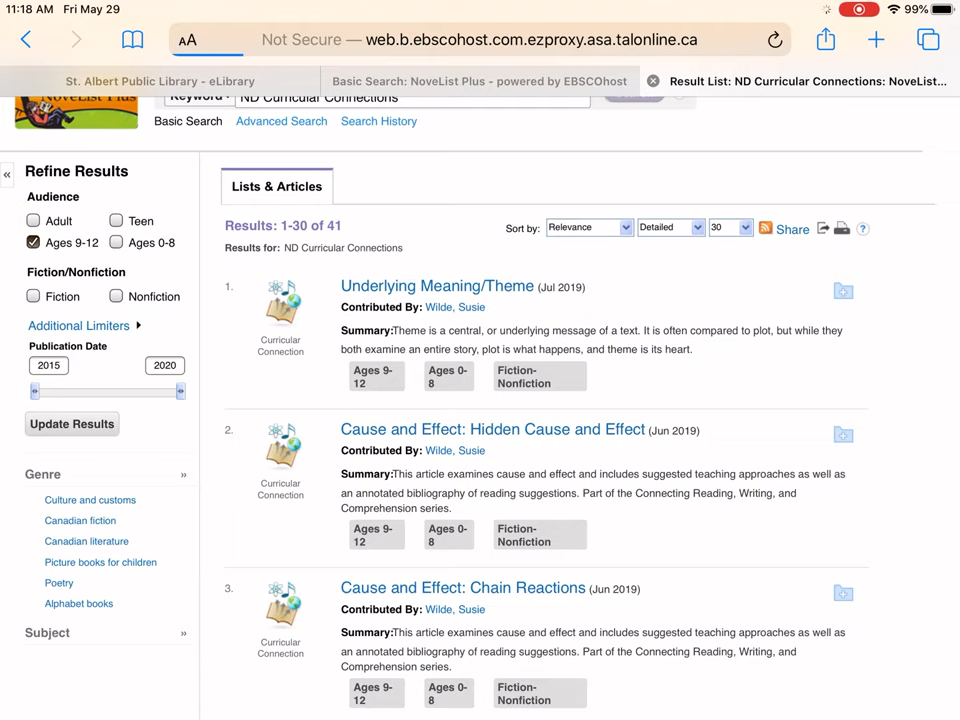 11:18 AM Fri May 29
99%
AA
Not Secure — web.b.ebscohost.com.ezproxy.asa.talonline.ca
St. Albert Public Library - eLibrary
Basic Search: NoveList Plus - powered by EBSCOhost
Result List: ND Curricular Connections: NoveList...
NoveList Plus
Keyword
ND Curricular Connections
Basic Search Advanced Search Search History
«
Refine Results
Audience
Adult Teen
Ages 9-12 Ages 0-8
Fiction/Nonfiction
Fiction Nonfiction
Additional Limiters
Publication Date
2015 2020
Update Results
Genre »
Culture and customs
Canadian fiction
Canadian literature
Picture books for children
Poetry
Alphabet books
Subject »
Lists & Articles
Results: 1-30 of 41
Sort by: Relevance Detailed 30 Share ?
Results for: ND Curricular Connections
1. Underlying Meaning/Theme (Jul 2019)
Contributed By: Wilde, Susie
Curricular
Connection
Summary:Theme is a central, or underlying message of a text. It is often compared to plot, but while they
both examine an entire story, plot is what happens, and theme is its heart.
Ages 9-
12
Ages 0-
8
Fiction-
Nonfiction
2. Cause and Effect: Hidden Cause and Effect (Jun 2019)
Contributed By: Wilde, Susie
Curricular
Connection
Summary:This article examines cause and effect and includes suggested teaching approaches as well as
an annotated bibliography of reading suggestions. Part of the Connecting Reading, Writing, and
Comprehension series.
Ages 9-
12
Ages 0-
8
Fiction-
Nonfiction
3. Cause and Effect: Chain Reactions (Jun 2019)
Contributed By: Wilde, Susie
Curricular
Connection
Summary:This article examines cause and effect and includes suggested teaching approaches as well as
an annotated bibliography of reading suggestions. Part of the Connecting Reading, Writing, and
Comprehension series.
Ages 9-
12
Ages 0-
8
Fiction-
Nonfiction